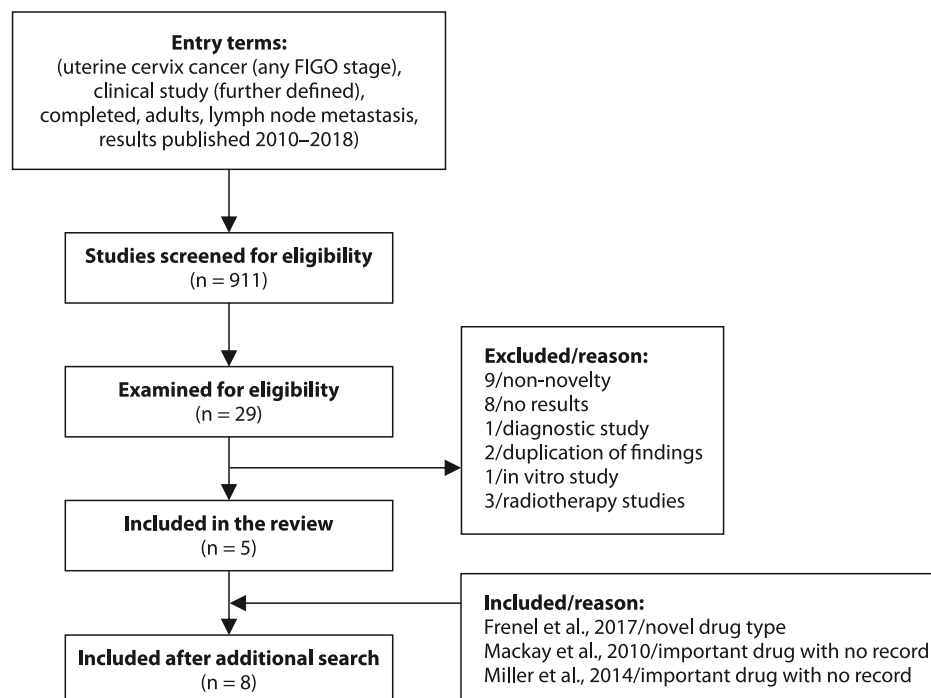 Entry terms:
(uterine cervix cancer (any FIGO stage),
clinical study (further defined),
completed, adults, lymph node metastasis,
results published 2010–2018)
Studies screened for eligibility
(n = 911)
Examined for eligibility
(n = 29)
Excluded/reason:
9/non-novelty
8/no results
1/diagnostic study
2/duplication of findings
1/in vitro study
3/radiotherapy studies
Included in the review
(n = 5)
Included/reason:
Frenel et al., 2017/novel drug type
Mackay et al., 2010/important drug with no record
Miller et al., 2014/important drug with no record
Included after additional search
(n = 8)